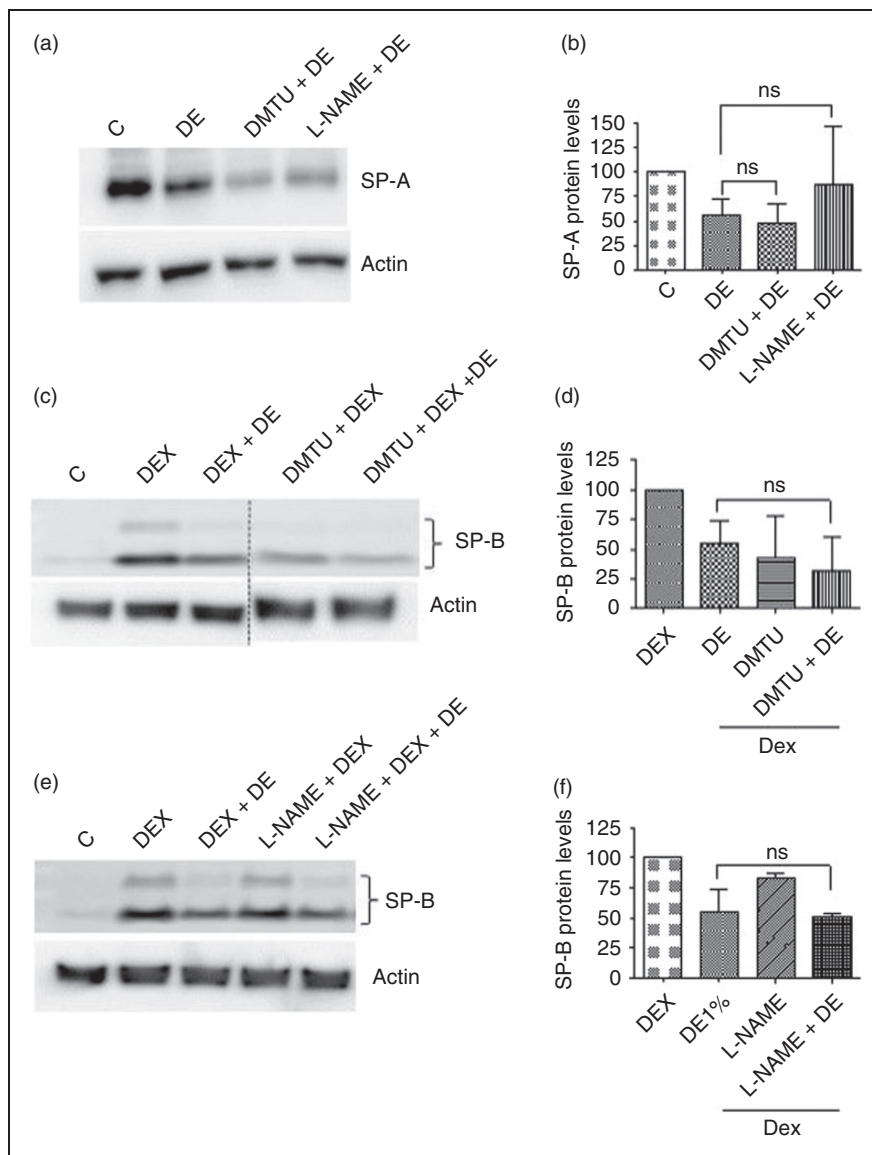 (a)
C
DE
DMTU + DE
L-NAME + DE
SP-A
Actin
(b)
ns
ns
150
125
100
75
50
25
0
SP-A protein levels
C
DE
DMTU + DE
L-NAME + DE
(c)
C
DEX
DEX + DE
DMTU + DEX
DMTU + DEX +DE
SP-B
Actin
(d)
ns
125
100
75
50
25
0
SP-B protein levels
DEX
DE
DMTU
DMTU + DE
Dex
(e)
C
DEX
DEX + DE
L-NAME + DEX
L-NAME + DEX + DE
SP-B
Actin
(f)
ns
125
100
75
50
25
0
SP-B protein levels
DEX
DE1%
L-NAME
L-NAME + DE
Dex